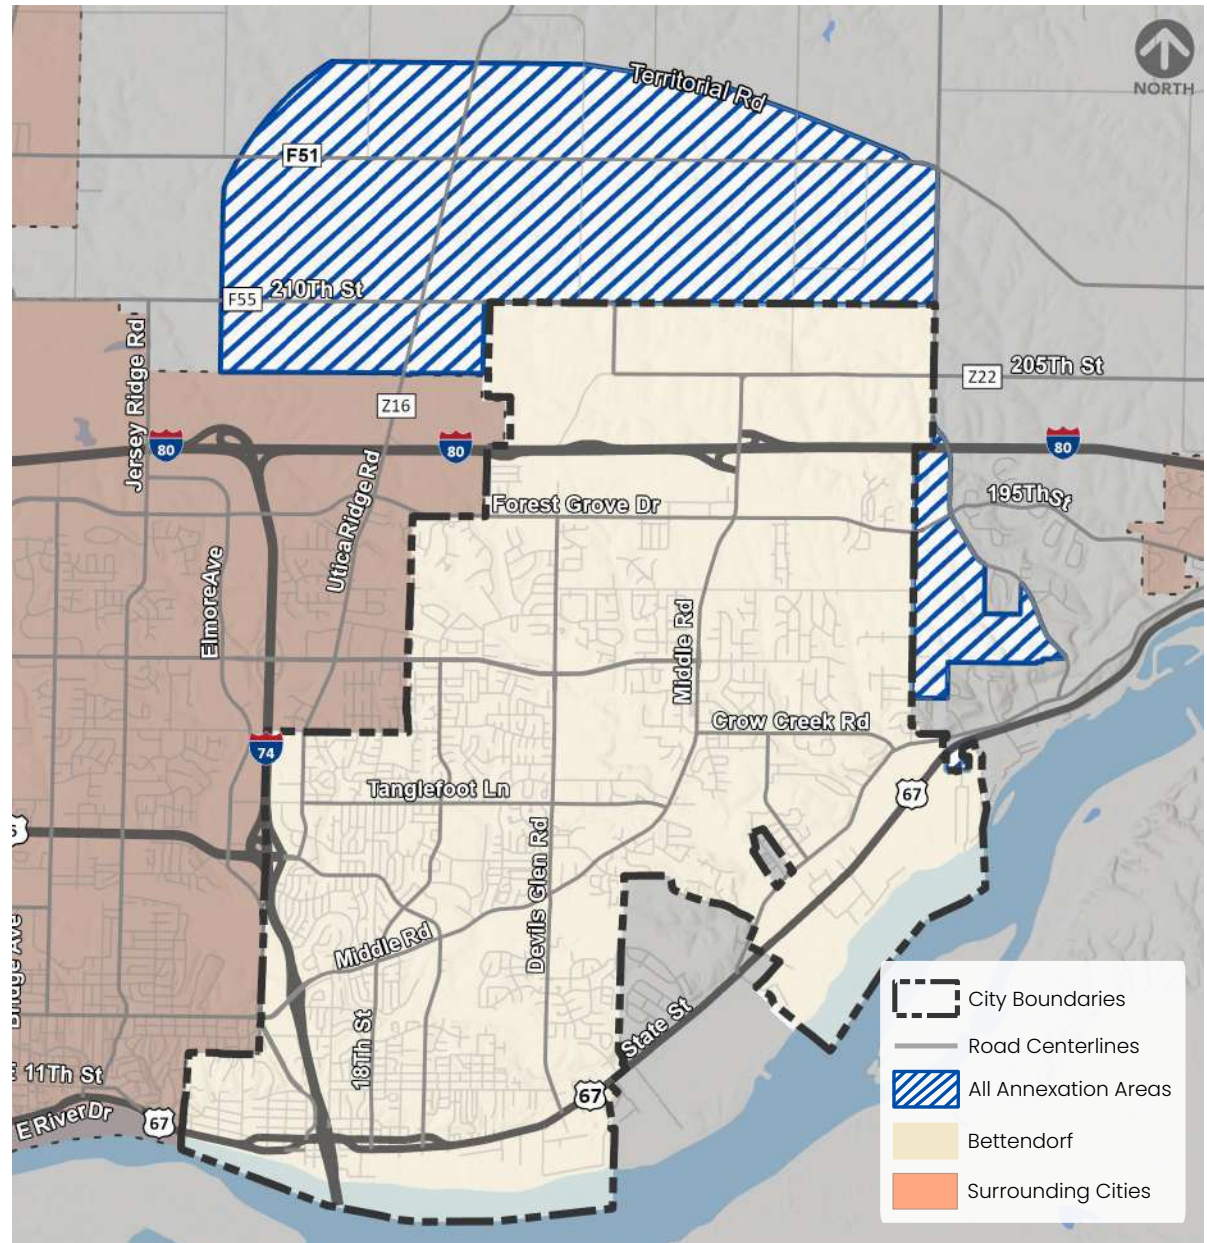 NORTH
Territorial Rd
F51
F55
210Th St
Jersey Ridge Rd
205Th St
Z22
Z16
80
80
80
Utica Ridge Rd
Forest Grove Dr
195Th St
Elmore Ave
Middle Rd
Crow Creek Rd
74
Tanglefoot Ln
67
Devils Glen Rd
Middle Rd
18Th St
State St
11Th St
E River Dr
67
67
City Boundaries
Road Centerlines
All Annexation Areas
Bettendorf
Surrounding Cities